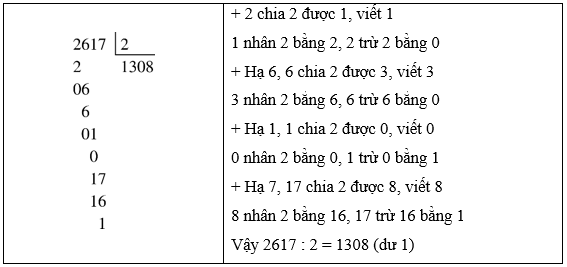 2617 2
2 1308
06
6
01
0
17
16
1
+ 2 chia 2 được 1, viết 1
1 nhân 2 bằng 2, 2 trừ 2 bằng 0
+ Hạ 6, 6 chia 2 được 3, viết 3
3 nhân 2 bằng 6, 6 trừ 6 bằng 0
+ Hạ 1, 1 chia 2 được 0, viết 0
0 nhân 2 bằng 0, 1 trừ 0 bằng 1
+ Hạ 7, 17 chia 2 được 8, viết 8
8 nhân 2 bằng 16, 17 trừ 16 bằng 1
Vậy 2617 : 2 = 1308 (dư 1)